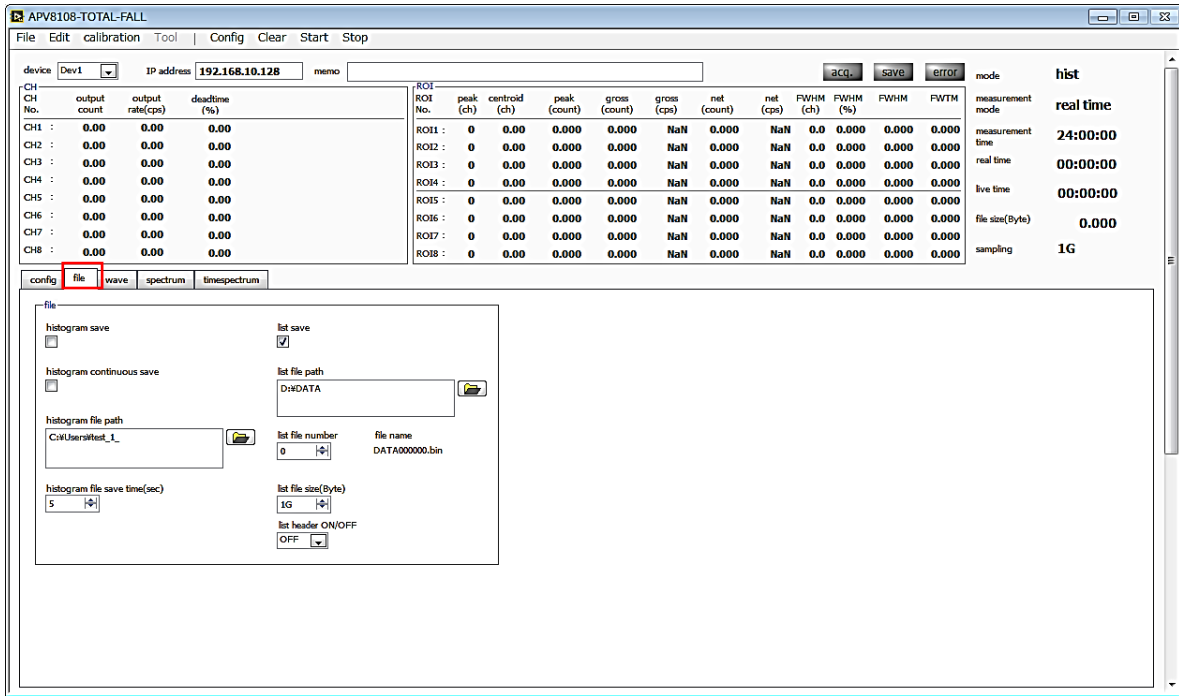 APV8108-TOTAL-FALL
File Edit calibration Tool | Config Clear Start Stop
device Dev1 IP address 192.168.10.128 memo acq. save error mode hist
CH
CH No. output count output rate(cps) deadtime (%)
CH1 : 0.00 0.00 0.00
CH2 : 0.00 0.00 0.00
CH3 : 0.00 0.00 0.00
CH4 : 0.00 0.00 0.00
CH5 : 0.00 0.00 0.00
CH6 : 0.00 0.00 0.00
CH7 : 0.00 0.00 0.00
CH8 : 0.00 0.00 0.00
ROI
ROI No. peak (ch) centroid (ch) peak (count) gross (count) gross (cps) net (count) net (cps) FWHM (ch) FWHM (%) FWHM FWTM
ROI1 : 0 0.00 0.000 0.000 NaN 0.000 NaN 0.0 0.000 0.000 0.000
ROI2 : 0 0.00 0.000 0.000 NaN 0.000 NaN 0.0 0.000 0.000 0.000
ROI3 : 0 0.00 0.000 0.000 NaN 0.000 NaN 0.0 0.000 0.000 0.000
ROI4 : 0 0.00 0.000 0.000 NaN 0.000 NaN 0.0 0.000 0.000 0.000
ROI5 : 0 0.00 0.000 0.000 NaN 0.000 NaN 0.0 0.000 0.000 0.000
ROI6 : 0 0.00 0.000 0.000 NaN 0.000 NaN 0.0 0.000 0.000 0.000
ROI7 : 0 0.00 0.000 0.000 NaN 0.000 NaN 0.0 0.000 0.000 0.000
ROI8 : 0 0.00 0.000 0.000 NaN 0.000 NaN 0.0 0.000 0.000 0.000
measurement mode real time
measurement time 24:00:00
real time 00:00:00
live time 00:00:00
file size(Byte) 0.000
sampling 1G
config file wave spectrum timespectrum
file
histogram save
histogram continuous save
histogram file path
C:¥Users¥test_1_
histogram file save time(sec)
5
list save
list file path
D:¥DATA
list file number file name
0 DATA000000.bin
list file size(Byte)
1G
list header ON/OFF
OFF